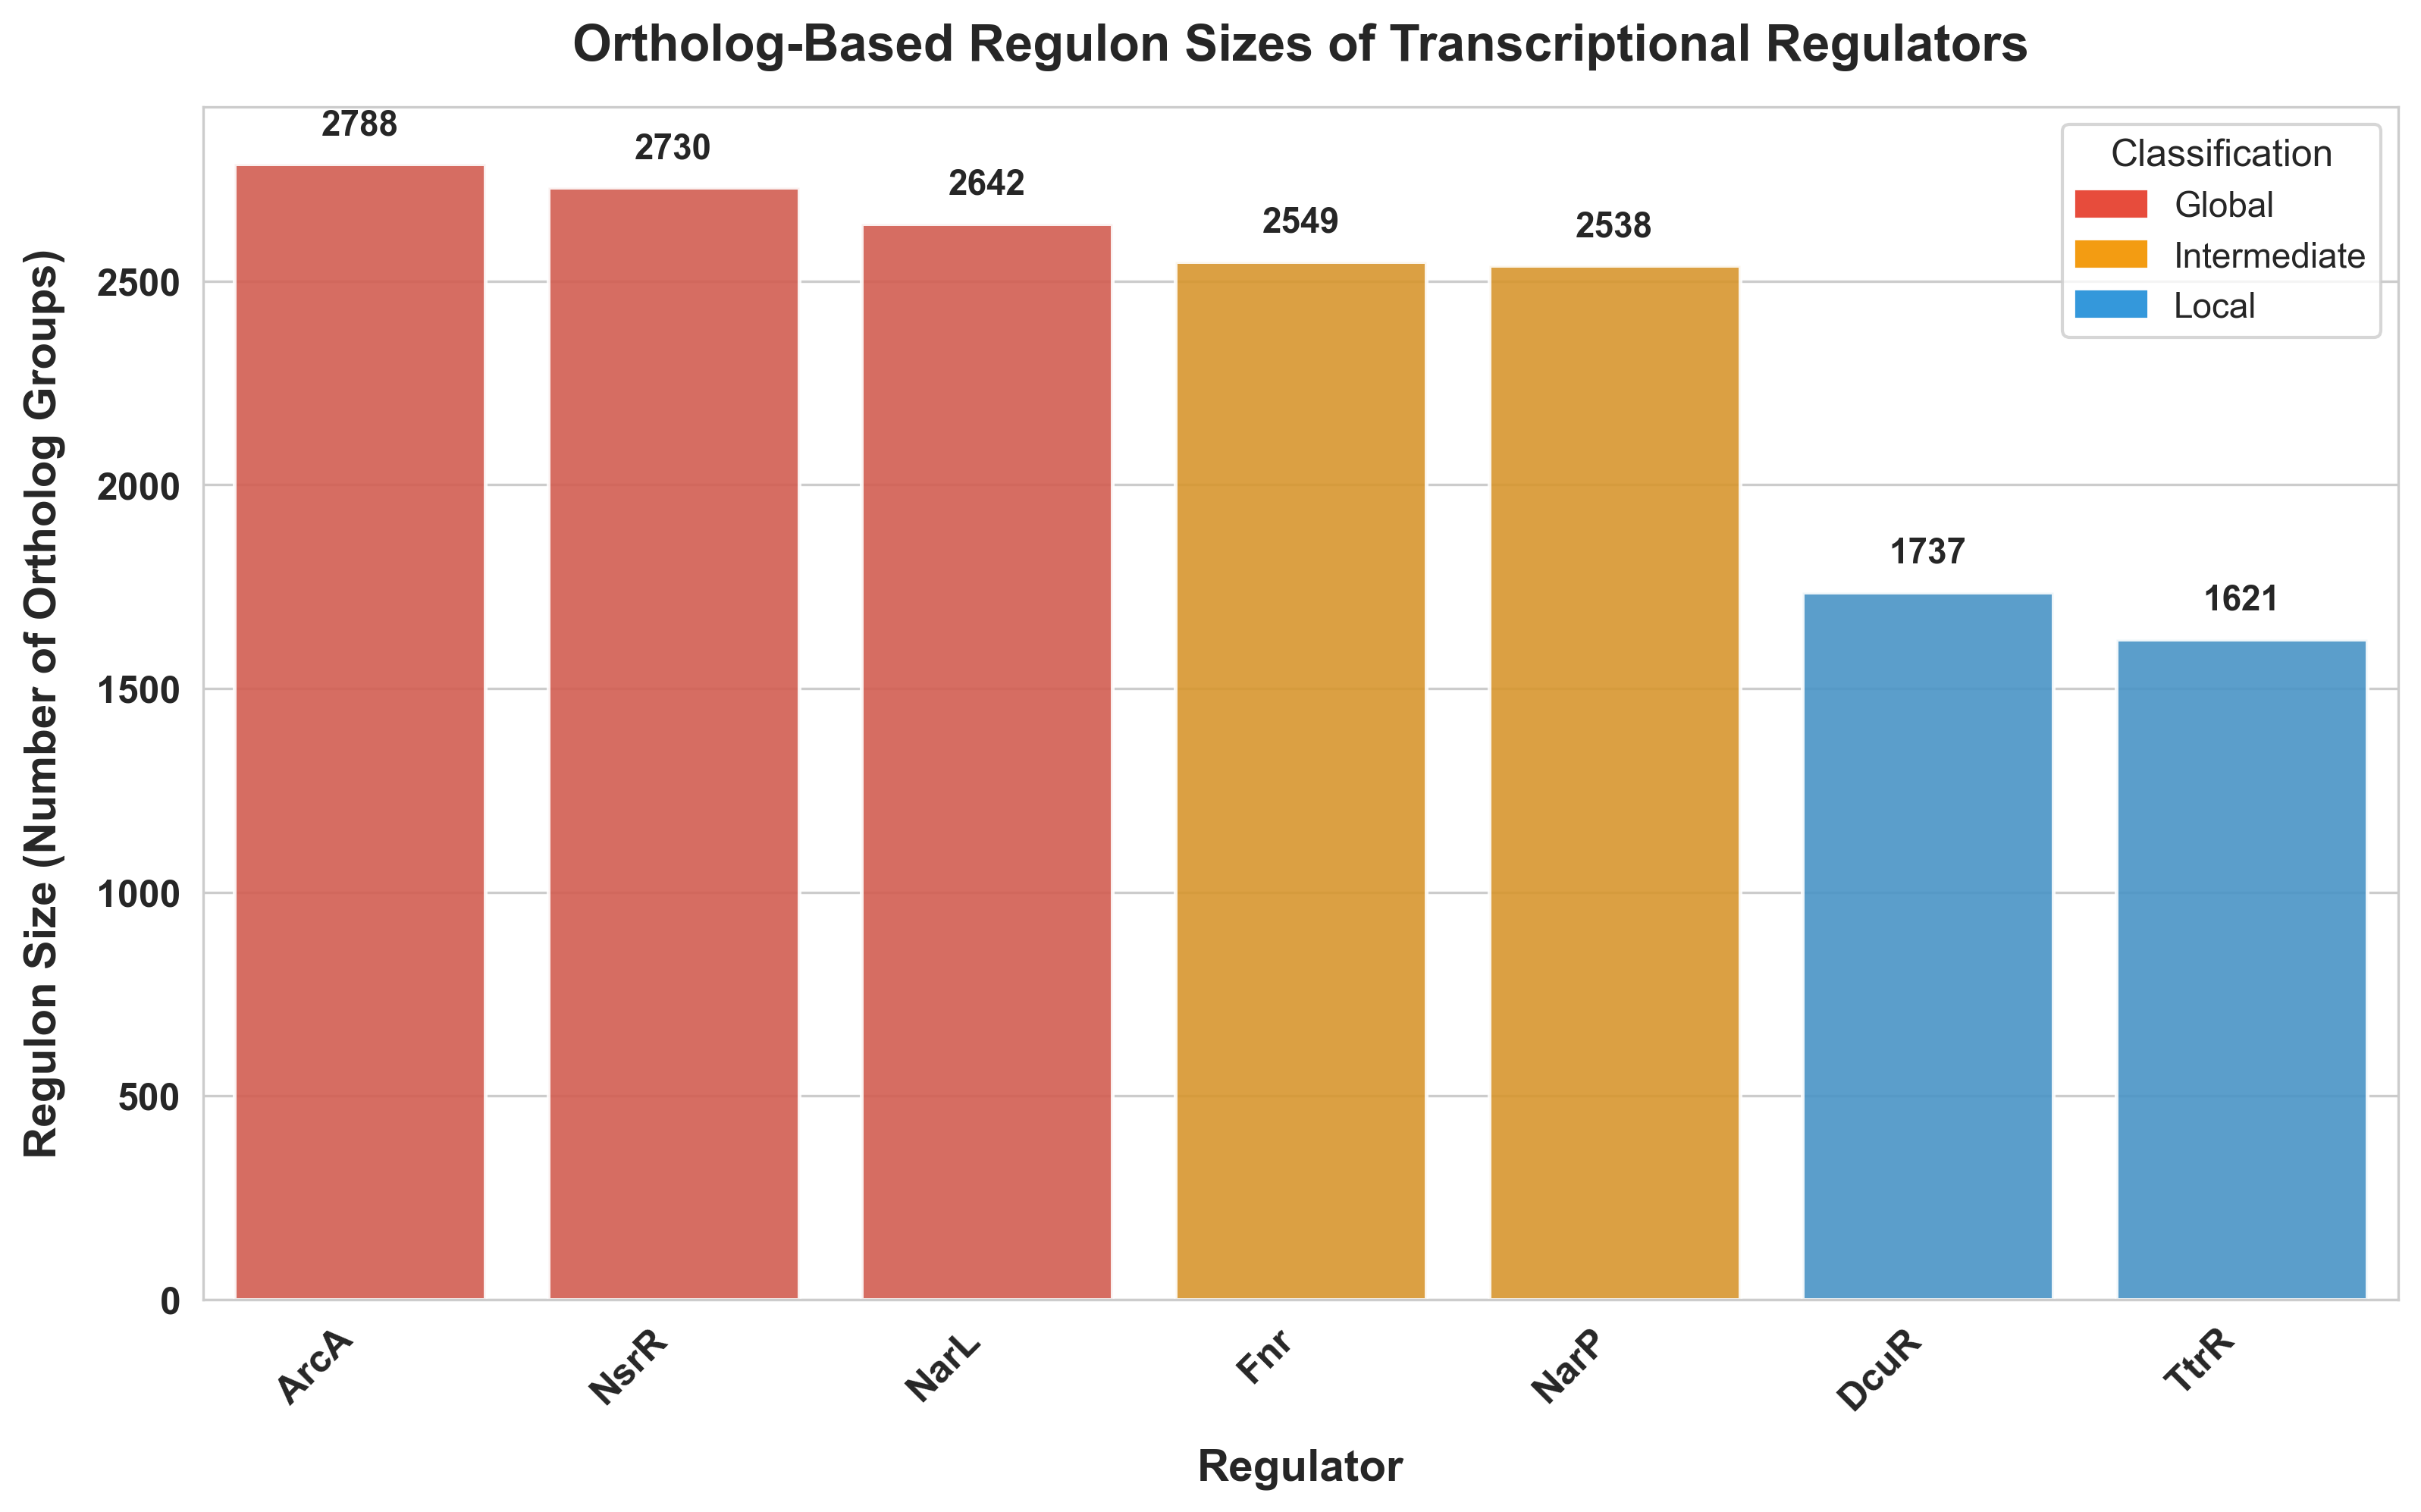 Ortholog-Based Regulon Sizes of Transcriptional Regulators
Regulon Size (Number of Ortholog Groups)
2500
2000
1500
1000
500
0
2788
2730
2642
2549
2538
1737
1621
Classification
Global
Intermediate
Local
ArcA
NsrR
NarL
Fnr
NarP
DcuR
TtrR
Regulator